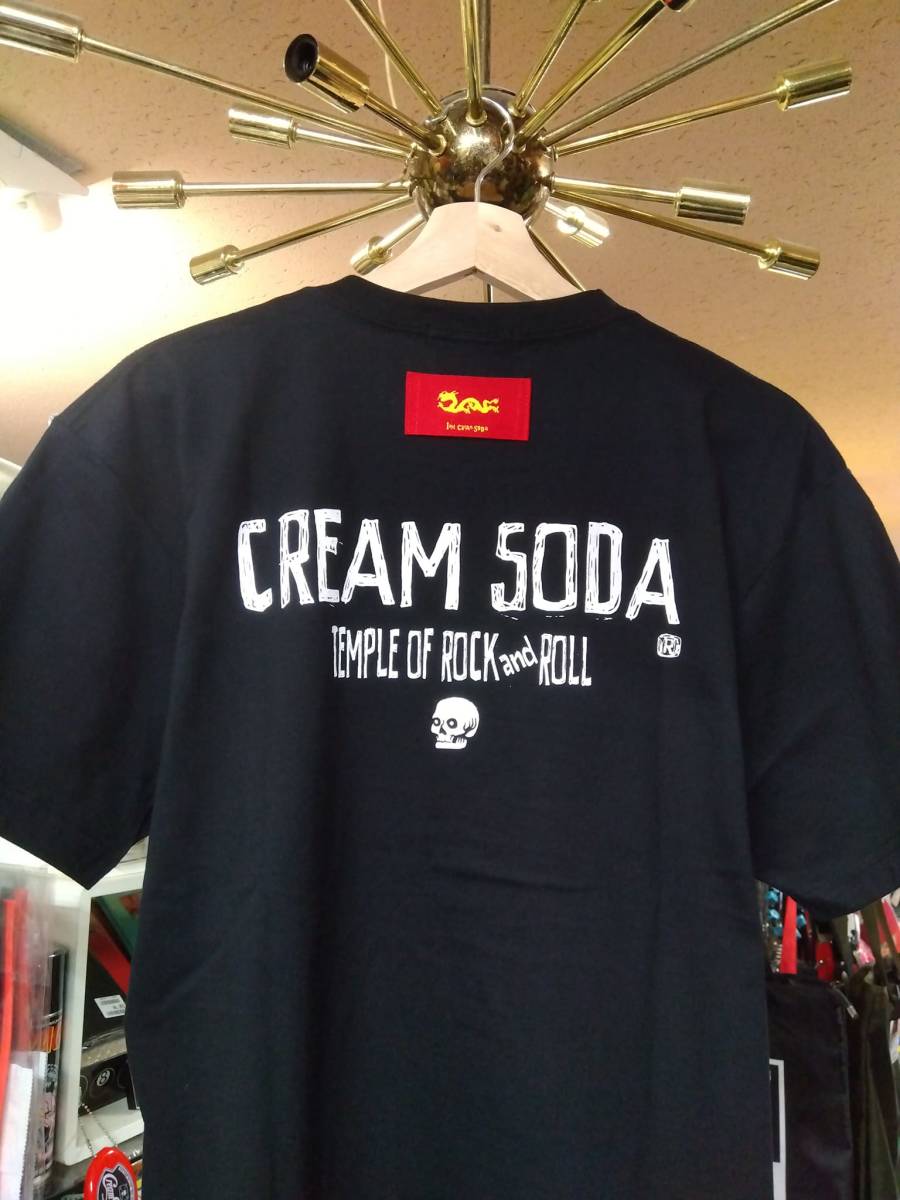 CREAM SODA
®
TEMPLE OF ROCK and ROLL